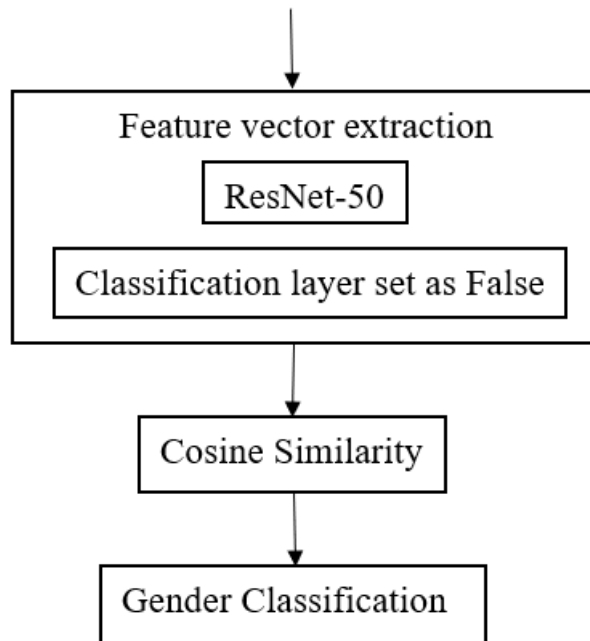 Feature vector extraction
ResNet-50
Classification layer set as False
Cosine Similarity
Gender Classification